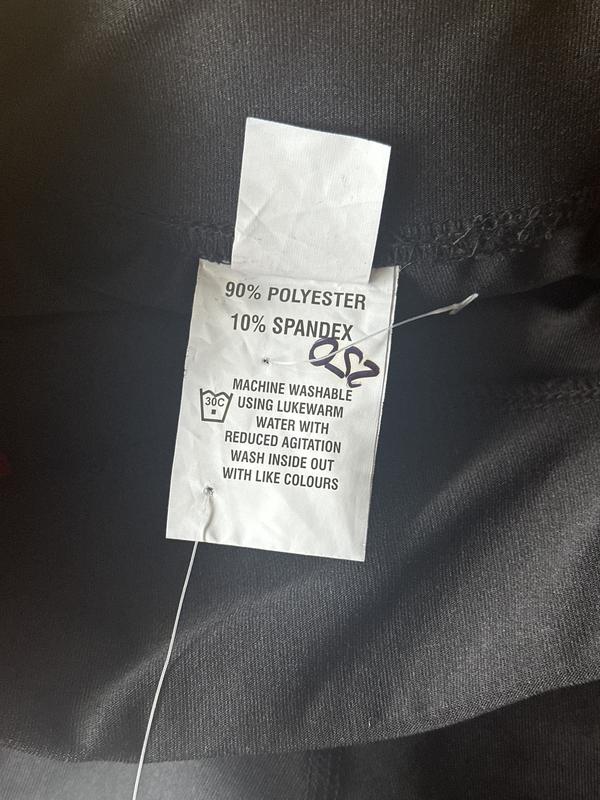 90% POLYESTER
10% SPANDEX
MACHINE WASHABLE
30C USING LUKEWARM
WATER WITH
REDUCED AGITATION
WASH INSIDE OUT
WITH LIKE COLOURS